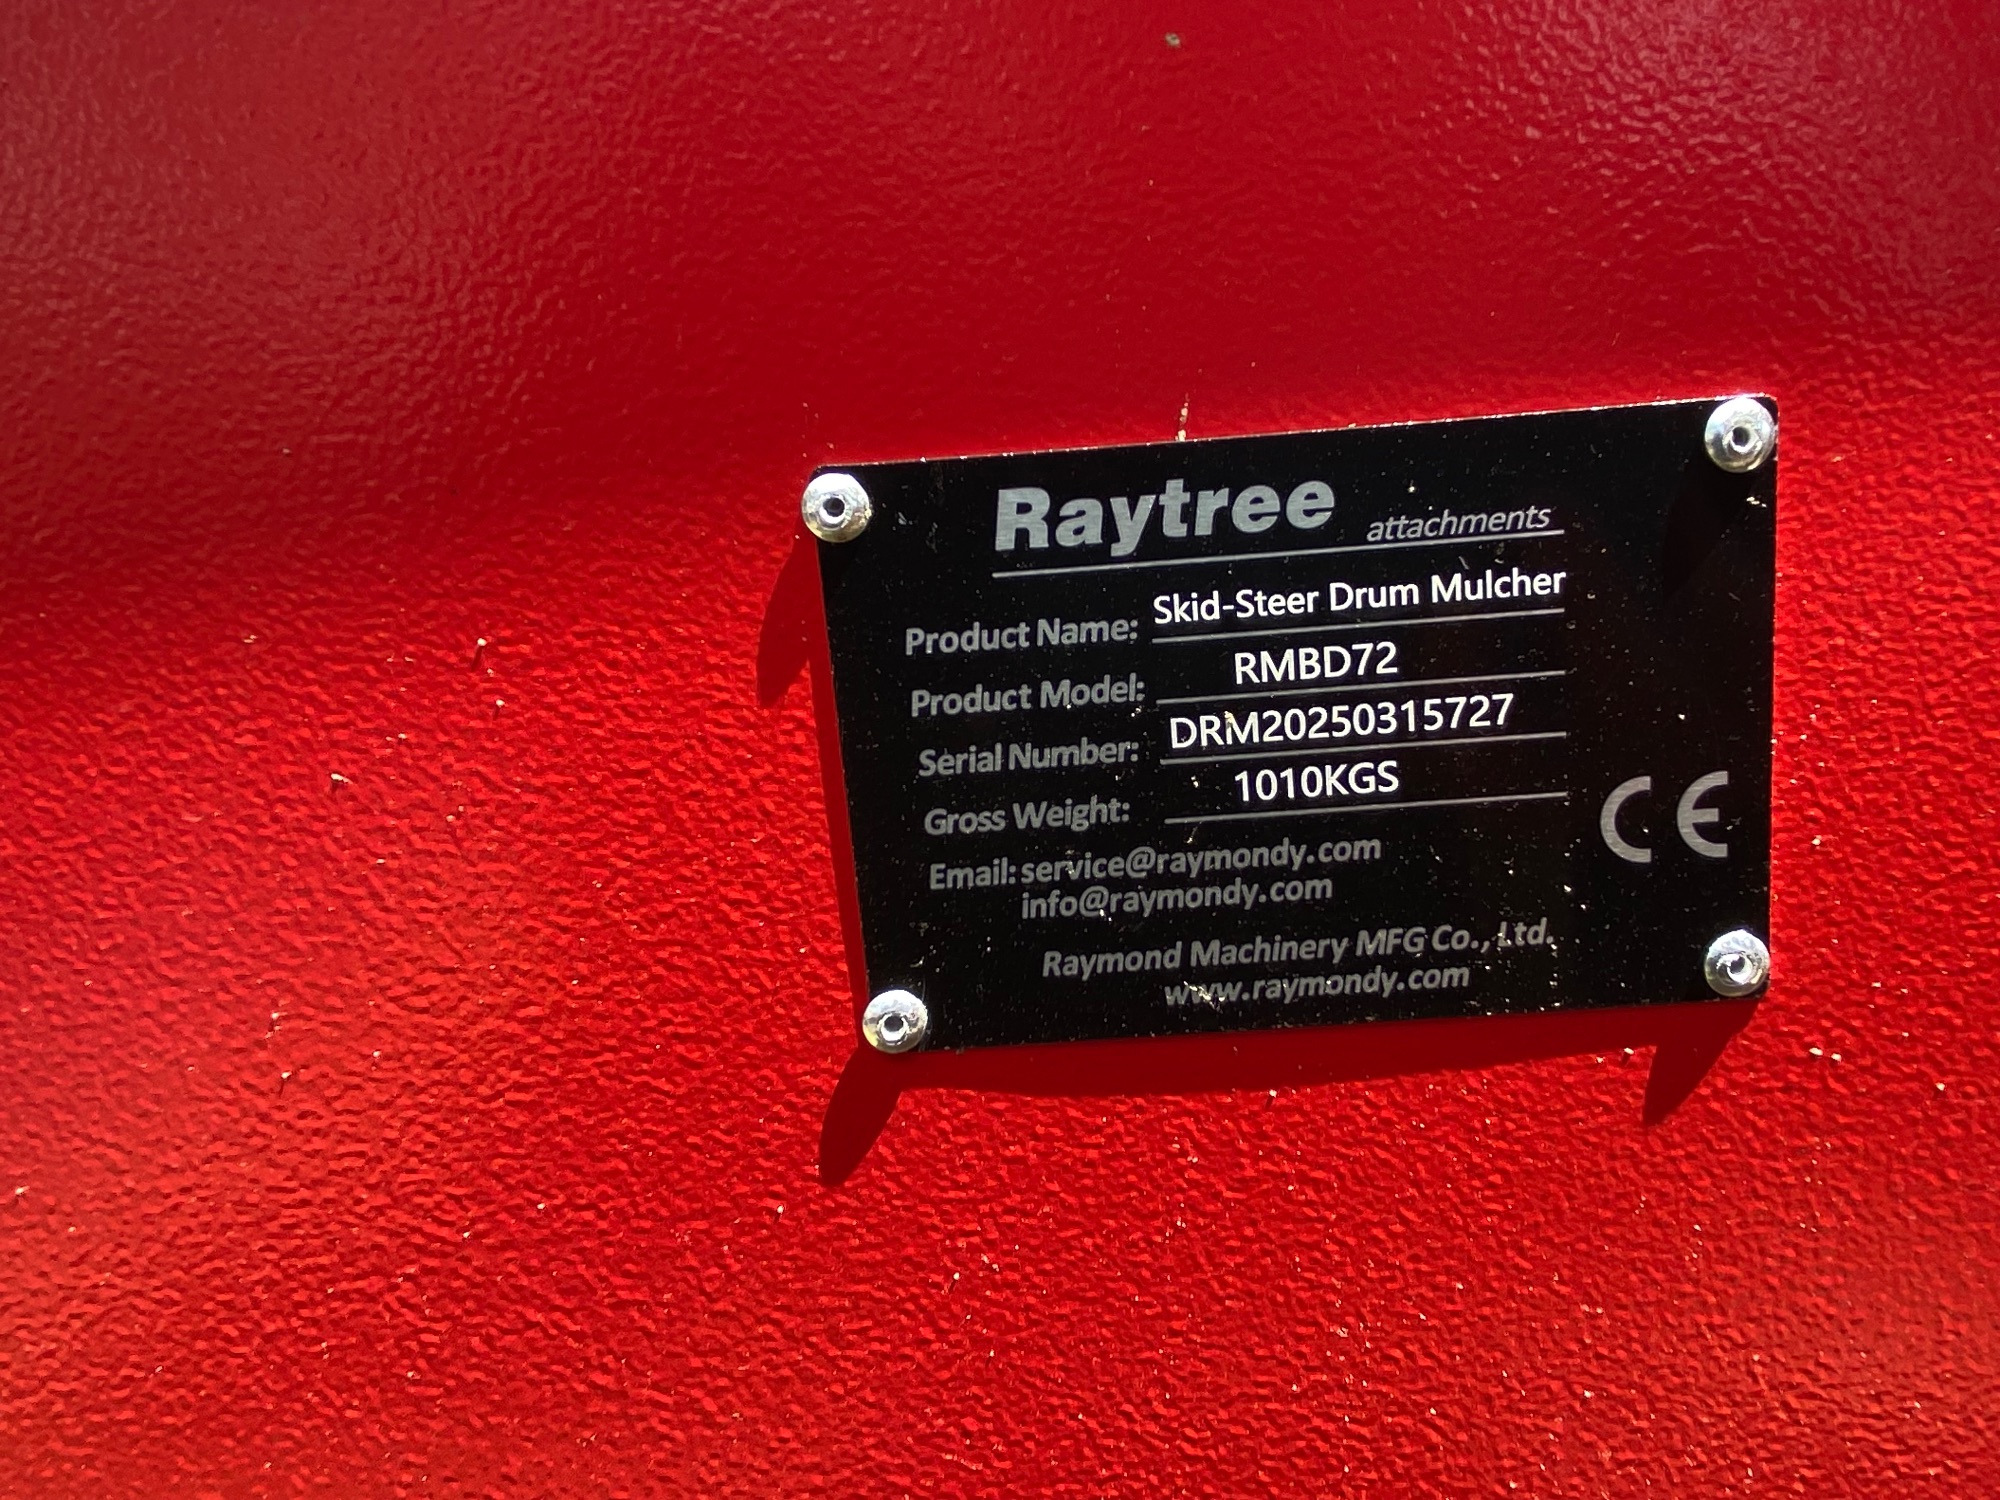 Raytree attachments
Product Name: Skid-Steer Drum Mulcher
Product Model: RMBD72
Serial Number: DRM20250315727
Gross Weight: 1010KGS
Email: service@raymondy.com
info@raymondy.com
CE
Raymond Machinery MFG Co., Ltd.
www.raymondy.com